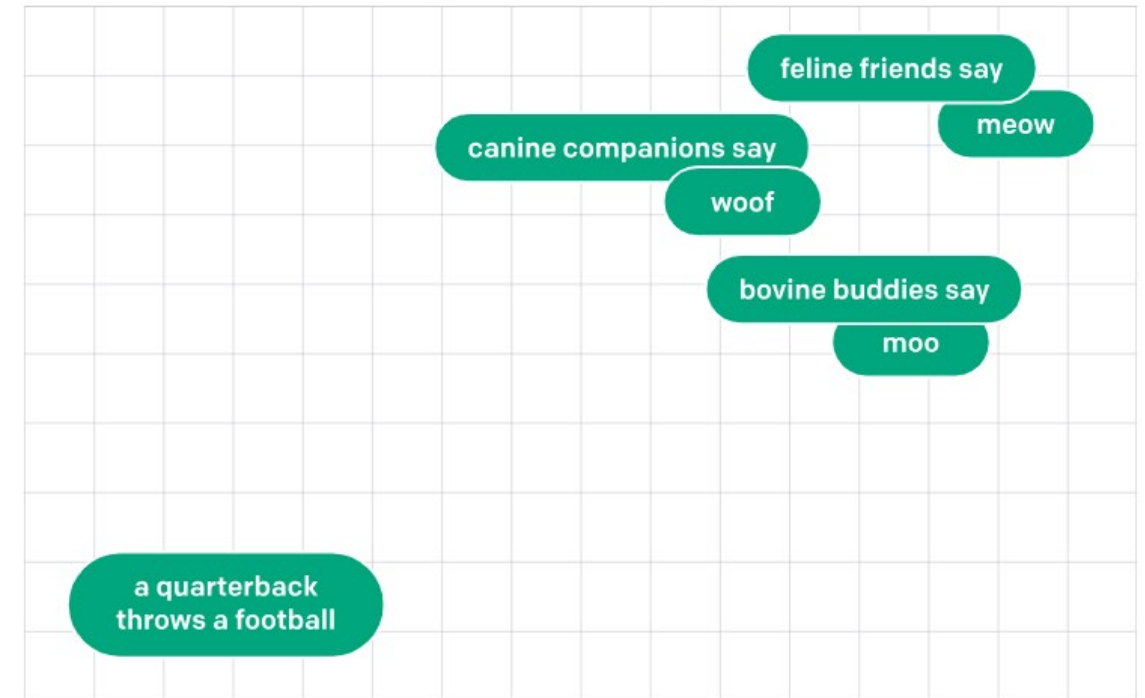 feline friends say
meow
canine companions say
woof
bovine buddies say
moo
a quarterback
throws a football